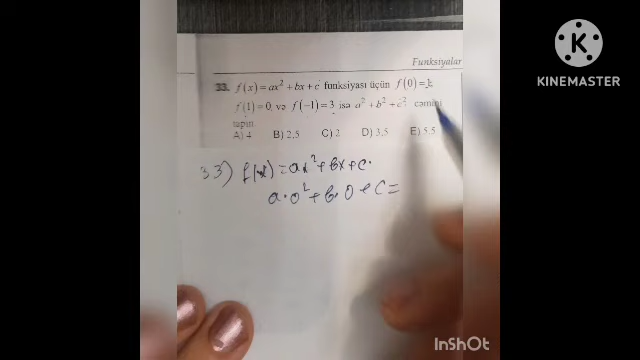 Funksiyalar
33. f(x) = ax² + bx + c funksiyası üçün f(0) = 1,
f(1) = 0, və f(-1) = 3 isə a² + b² + c² cəmini
tapın
A) 4 B) 2,5 C) 2 D) 3,5 E) 5,5
33) f(x) = ax² + bx + c.
a·0² + b·0 + c =
K
KINEMASTER
InShOt